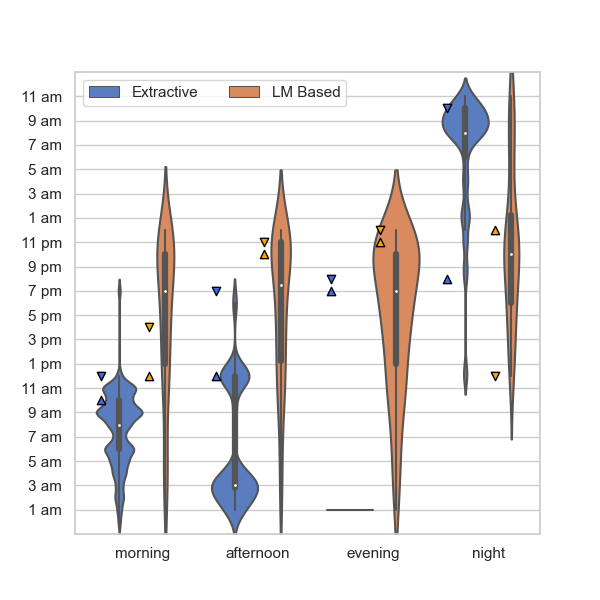 Extractive LM Based
11 am
9 am
7 am
5 am
3 am
1 am
11 pm
9 pm
7 pm
5 pm
3 pm
1 pm
11 am
9 am
7 am
5 am
3 am
1 am
morning afternoon evening night